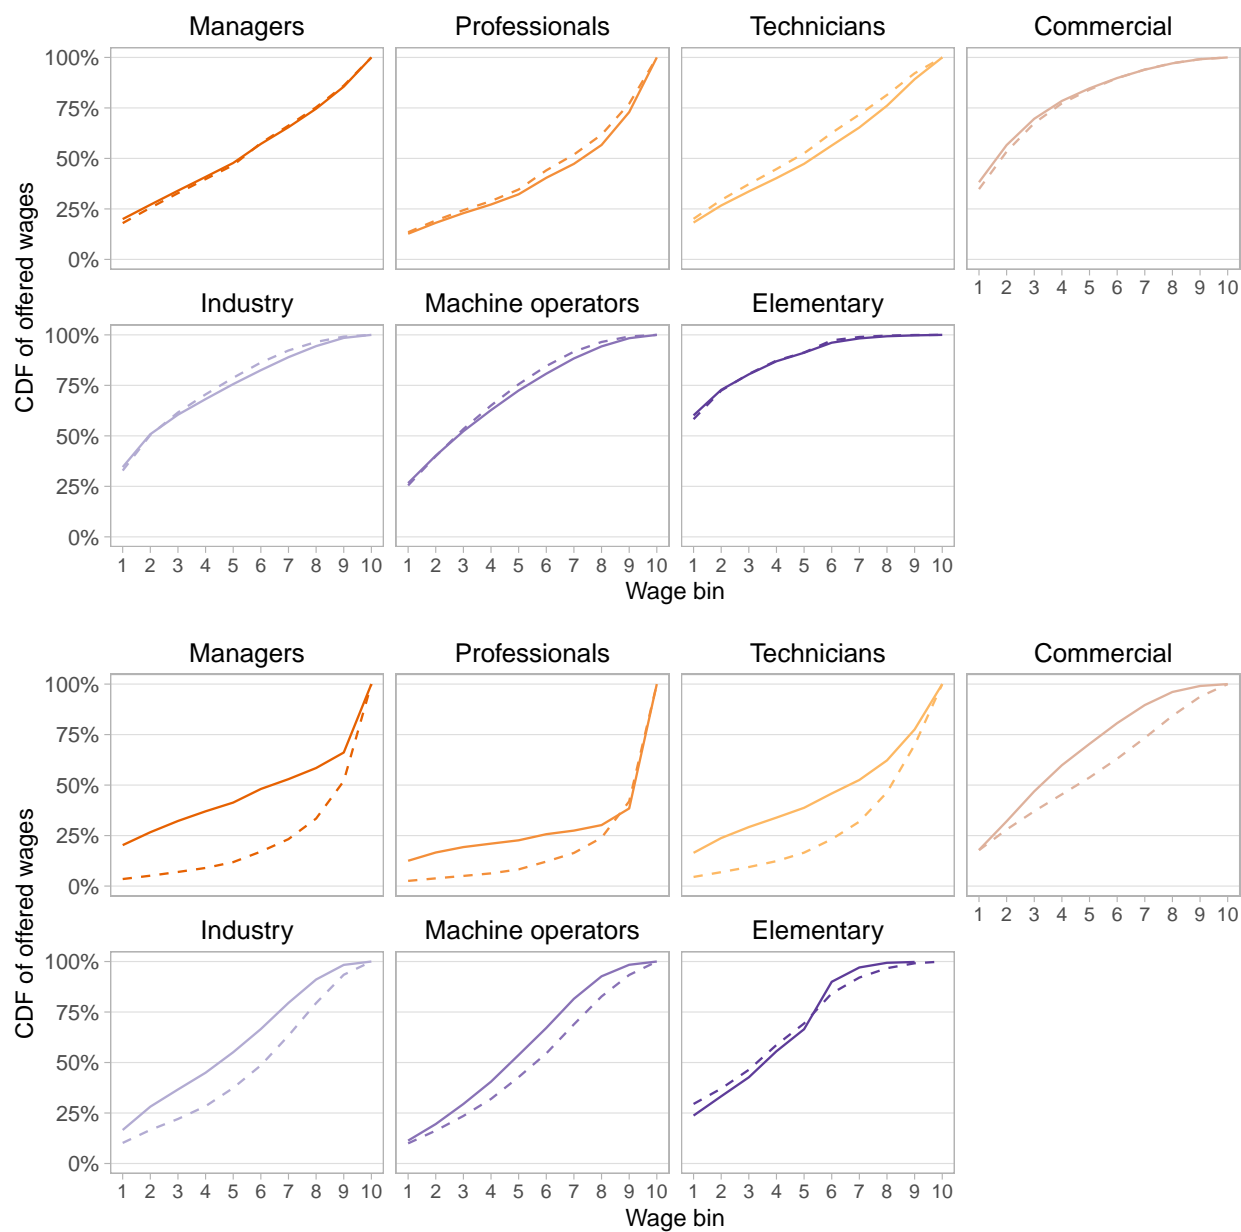 Managers Professionals Technicians Commercial
CDF of offered wages
100%
75%
50%
25%
0%
1 2 3 4 5 6 7 8 9 10
Industry Machine operators Elementary
100%
75%
50%
25%
0%
1 2 3 4 5 6 7 8 9 10 1 2 3 4 5 6 7 8 9 10 1 2 3 4 5 6 7 8 9 10
Wage bin
Managers Professionals Technicians Commercial
CDF of offered wages
100%
75%
50%
25%
0%
1 2 3 4 5 6 7 8 9 10
Industry Machine operators Elementary
100%
75%
50%
25%
0%
1 2 3 4 5 6 7 8 9 10 1 2 3 4 5 6 7 8 9 10 1 2 3 4 5 6 7 8 9 10
Wage bin